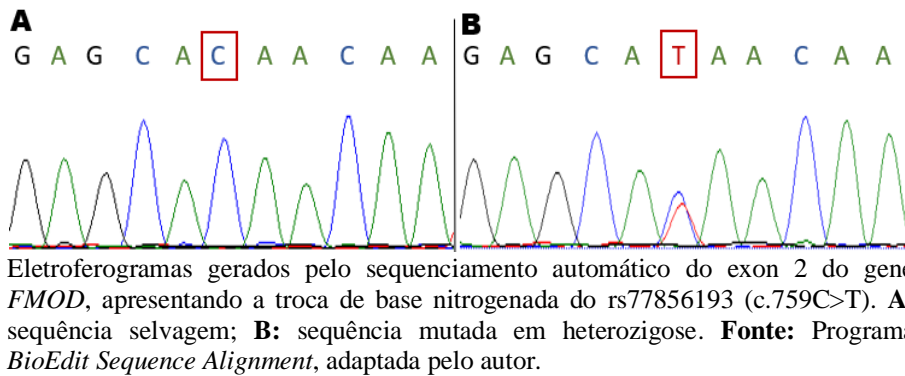 A
B
G A G C A C A A C A A
G A G C A T A A C A A
Eletroferogramas gerados pelo sequenciamento automático do exon 2 do gene
FMOD, apresentando a troca de base nitrogenada do rs77856193 (c.759C>T). A:
sequência selvagem; B: sequência mutada em heterozigose. Fonte: Programa
BioEdit Sequence Alignment, adaptada pelo autor.